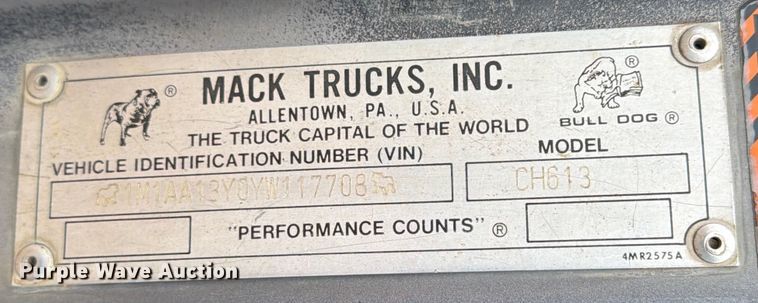 MACK TRUCKS, INC.
ALLENTOWN, PA., U.S.A.
THE TRUCK CAPITAL OF THE WORLD
®
®
BULL DOG ®
VEHICLE IDENTIFICATION NUMBER (VIN)
MODEL
1M1AA13Y0YW117708
CH613
"PERFORMANCE COUNTS" ®
4MR2575A
Purple Wave Auction